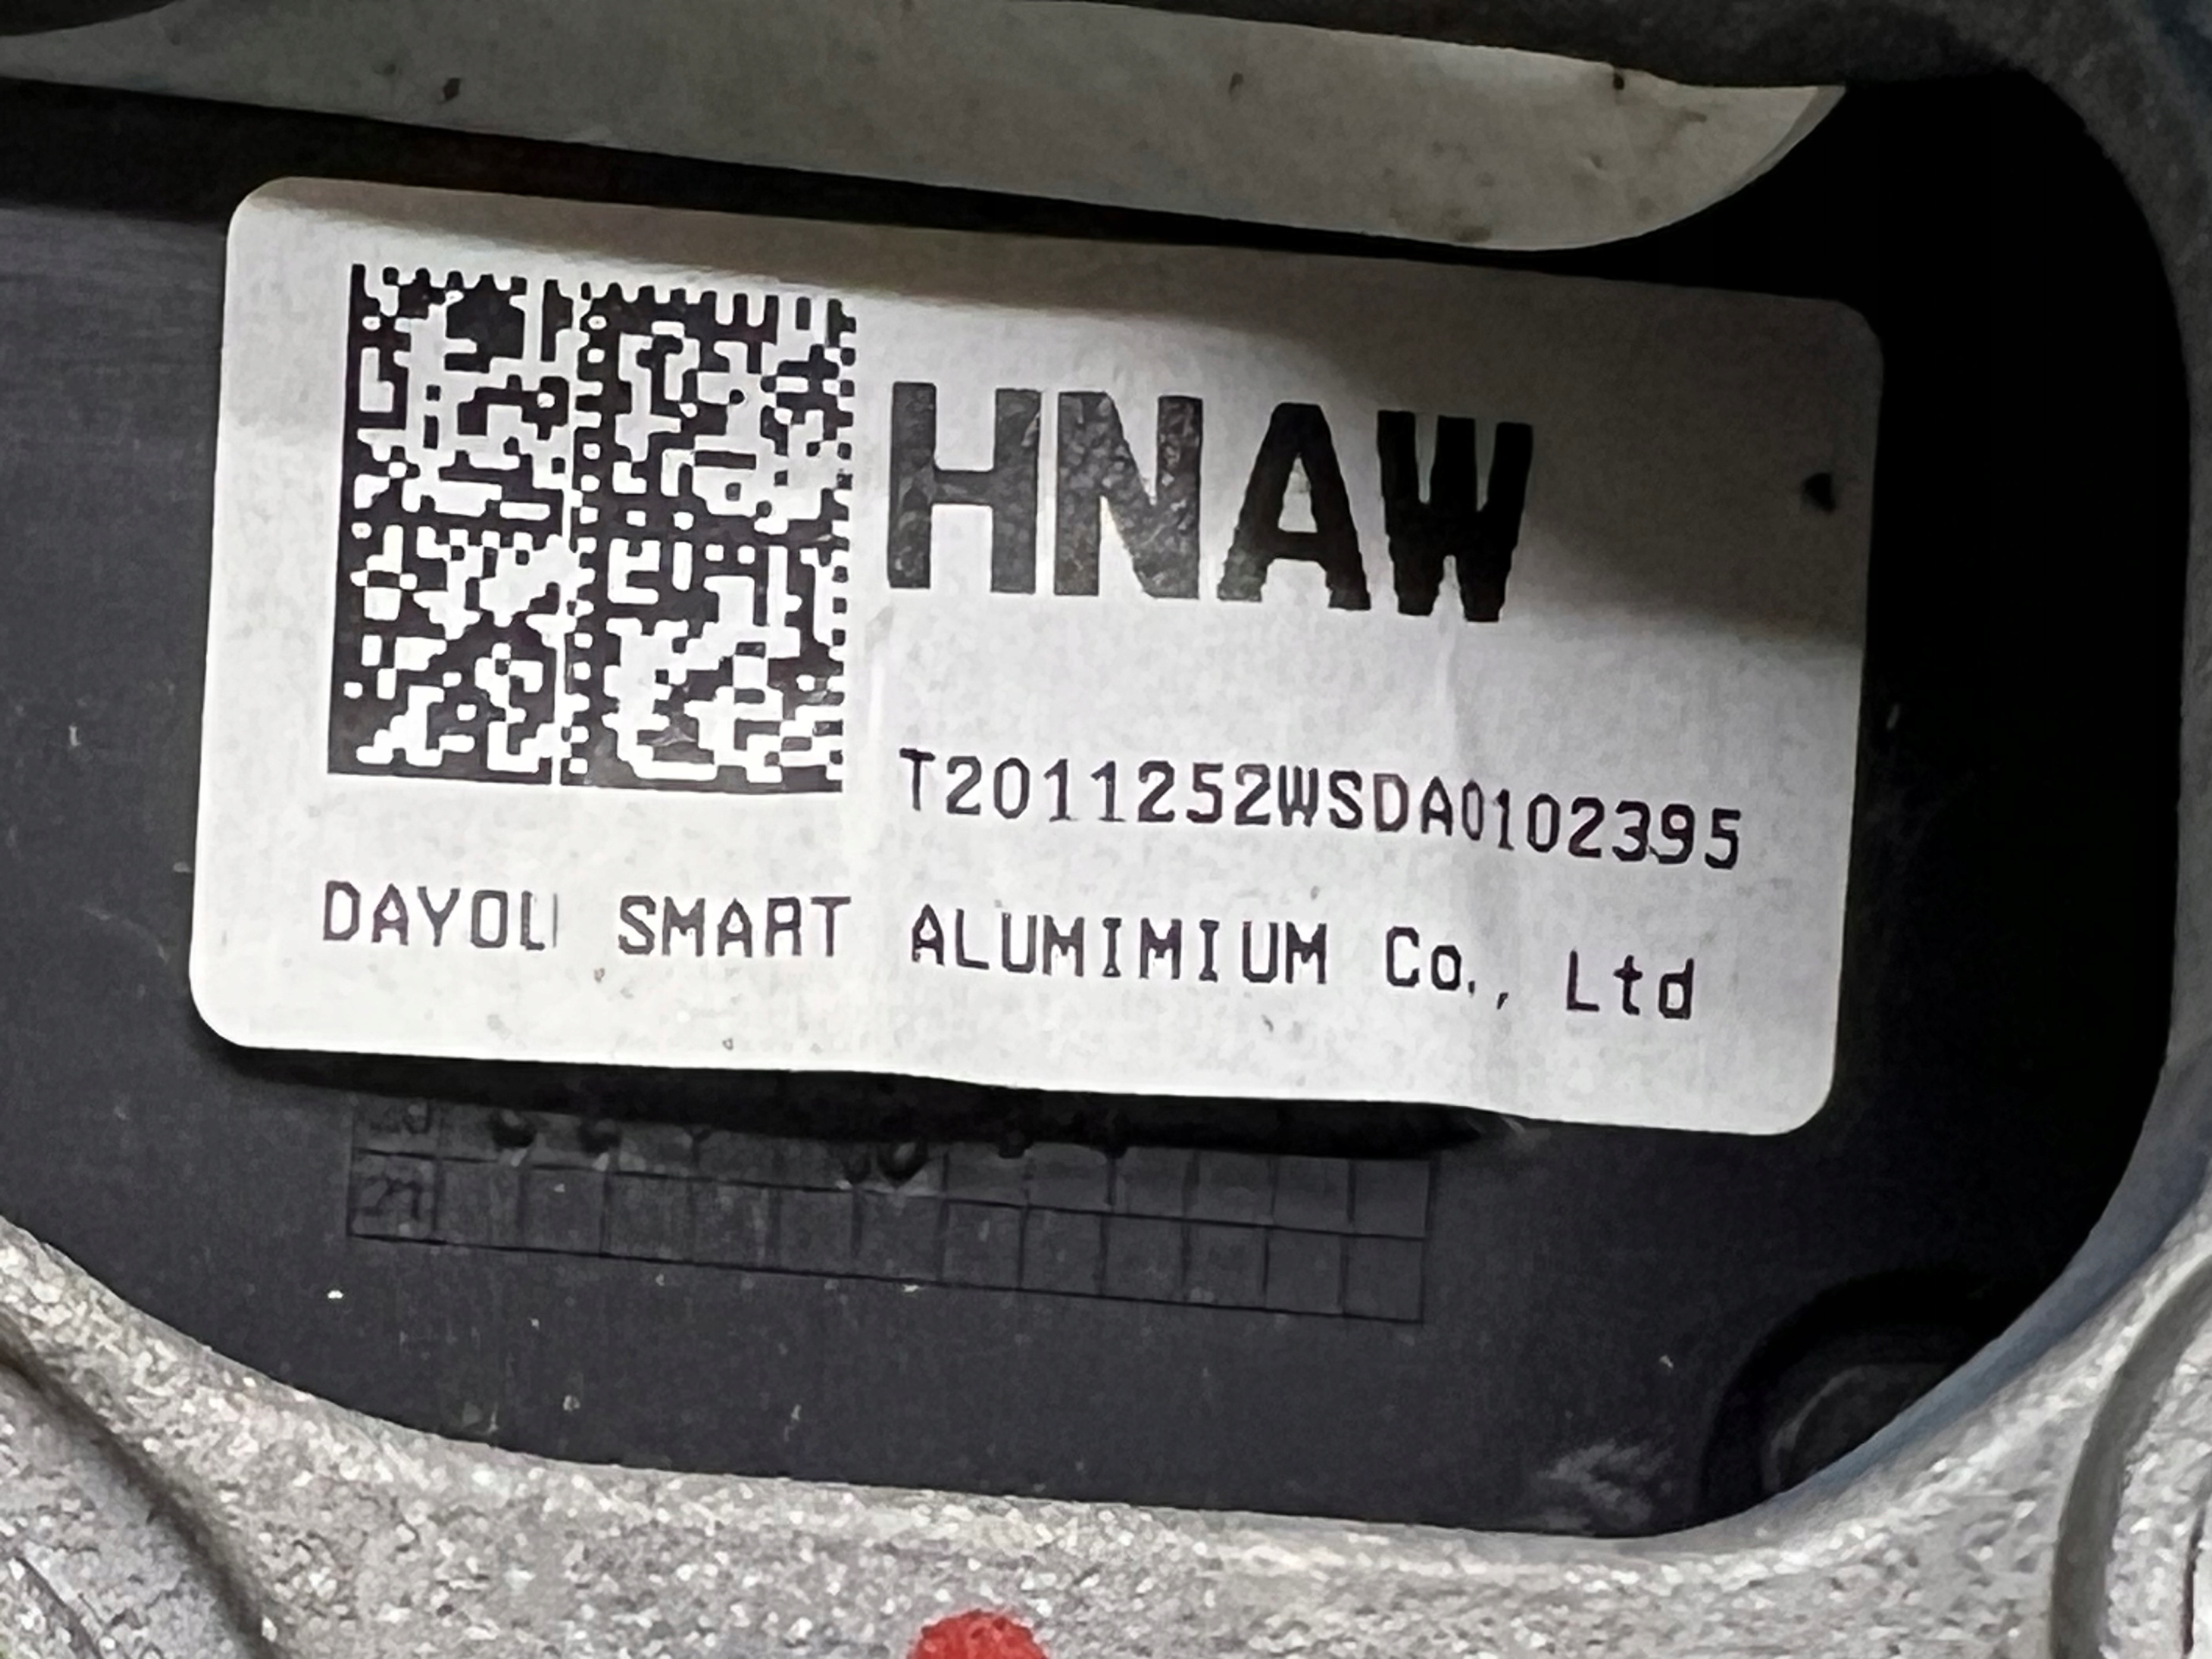 HNAW
T2011252WSDA0102395
DAYOU SMART ALUMIMIUM Co., Ltd